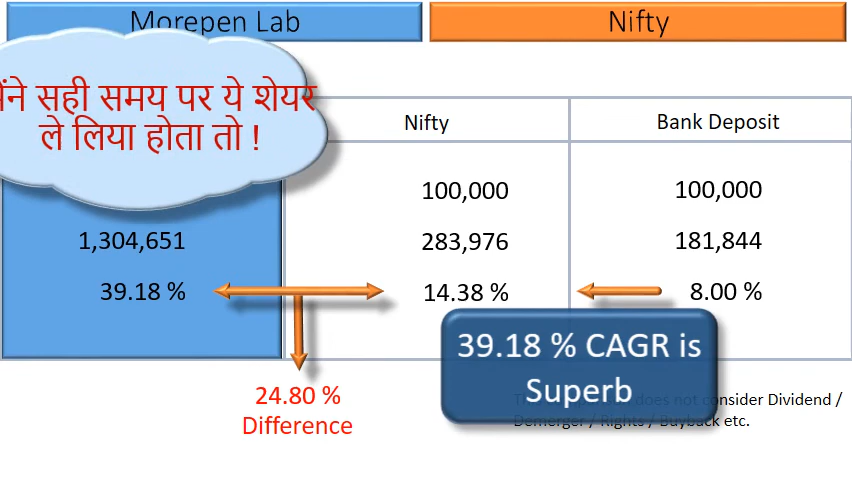 Morepen Lab
Nifty
सही समय पर ये शेयर
ले लिया होता तो !
Nifty
Bank Deposit
100,000
100,000
1,304,651
283,976
181,844
39.18 %
14.38 %
8.00 %
39.18 % CAGR is
Superb
24.80 %
Difference
does not consider Dividend /
Demerger / Rights / Buyback etc.